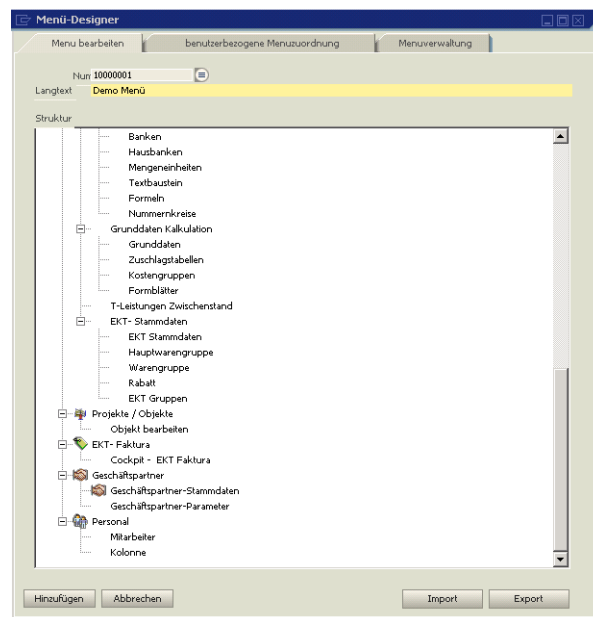 Menü-Designer
Menu bearbeiten benutzerbezogene Menuzuordnung Menuverwaltung
Num 10000001
Langtext Demo Menü
Struktur
Banken
Hausbanken
Mengeneinheiten
Textbaustein
Formeln
Nummernkreise
Grunddaten Kalkulation
Grunddaten
Zuschlagstabellen
Kostengruppen
Formblätter
T-Leistungen Zwischenstand
EKT- Stammdaten
EKT Stammdaten
Hauptwarengruppe
Warengruppe
Rabatt
EKT Gruppen
Projekte / Objekte
Objekt bearbeiten
EKT- Faktura
Cockpit - EKT Faktura
Geschäftspartner
Geschäftspartner-Stammdaten
Geschäftspartner-Parameter
Personal
Mitarbeiter
Kolonne
Hinzufügen Abbrechen Import Export